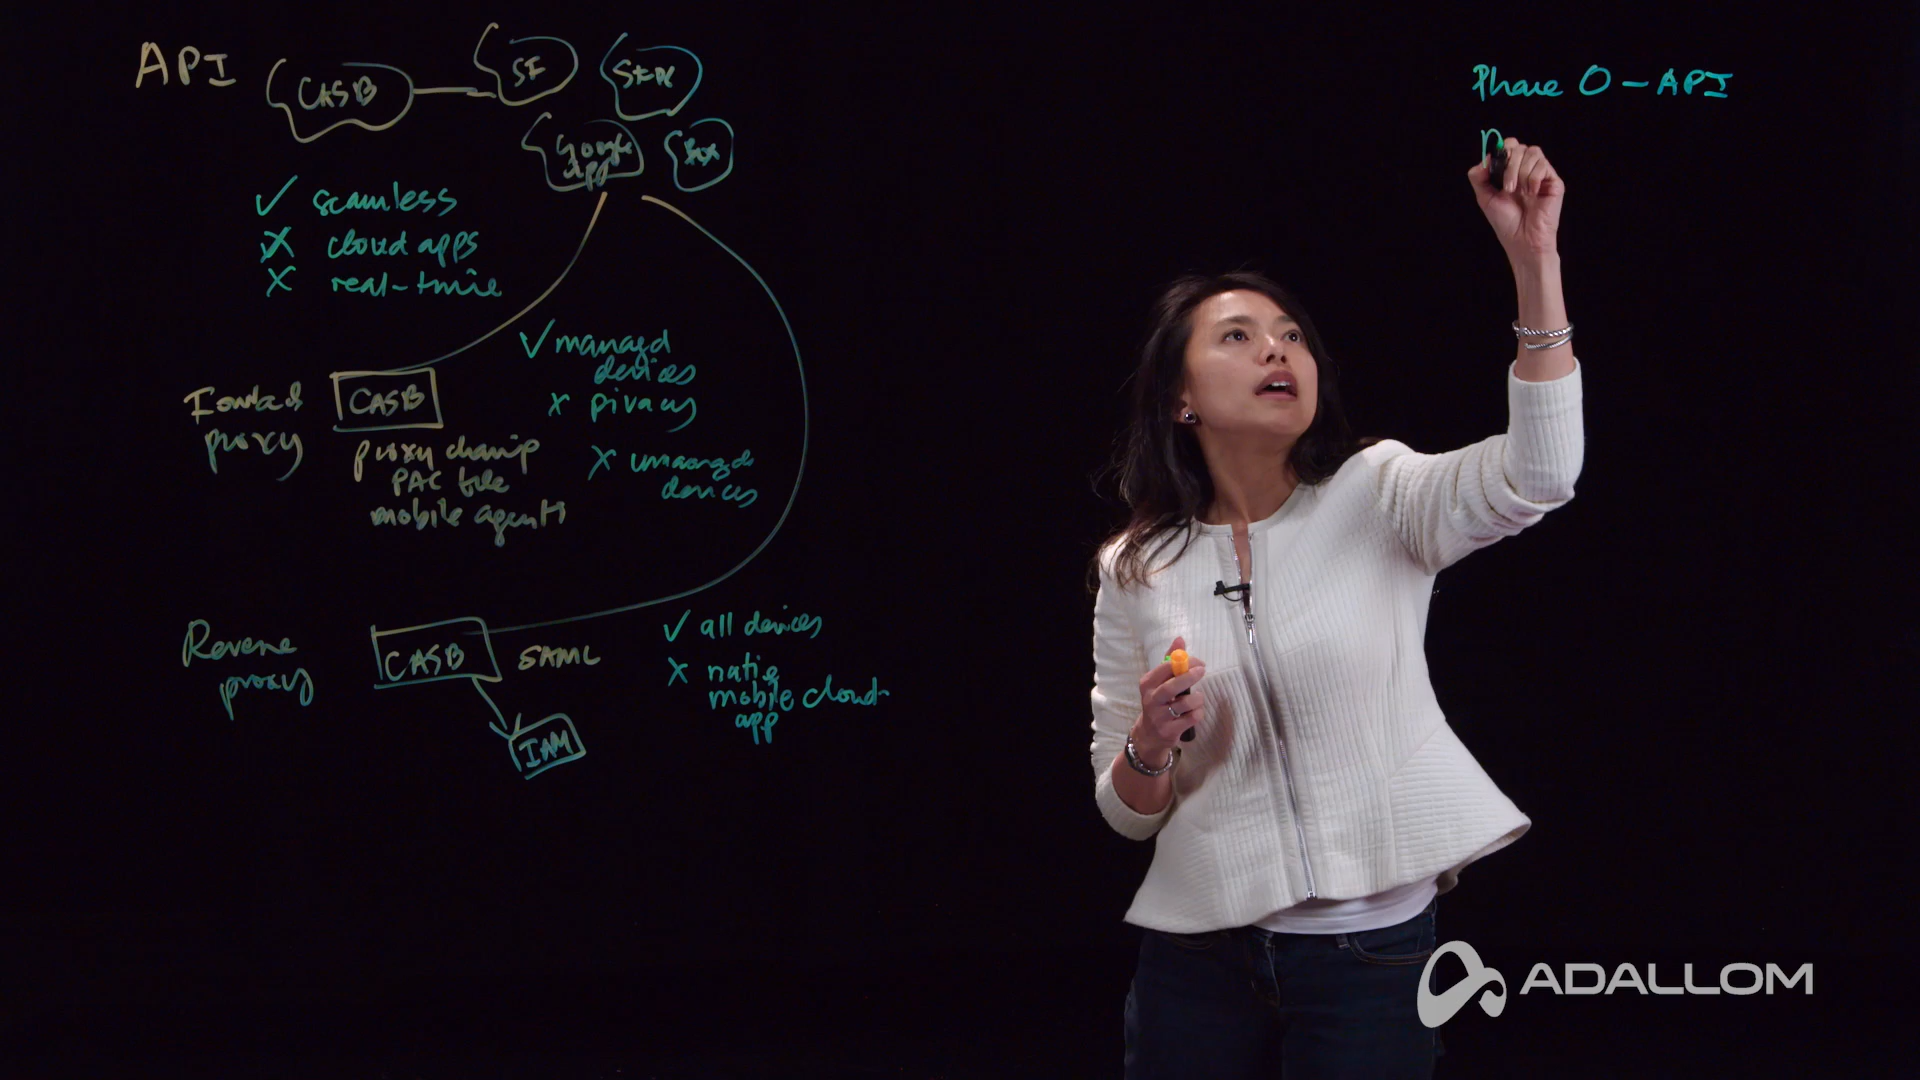 API
CASB
SF
Google
app
Box
✓ seamless
X cloud apps
X real-time
Forward
proxy
CASB
proxy chaining
PAC file
mobile agents
✓ managed
devices
X privacy
X unmanaged
devices
Reverse
proxy
CASB
SAML
IAM
✓ all devices
X native
mobile cloud
app
Phase 0 - API
ADALLOM